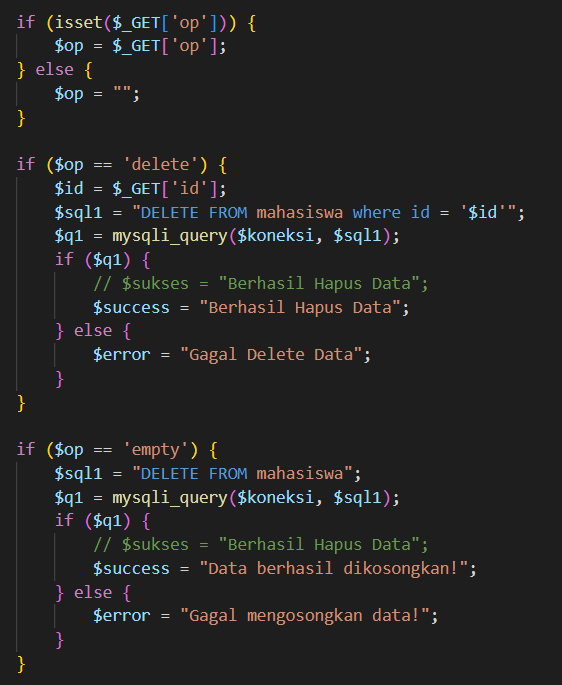 if (isset($_GET['op'])) {
    $op = $_GET['op'];
} else {
    $op = "";
}

if ($op == 'delete') {
    $id = $_GET['id'];
    $sql1 = "DELETE FROM mahasiswa where id = '$id'";
    $q1 = mysqli_query($koneksi, $sql1);
    if ($q1) {
        // $sukses = "Berhasil Hapus Data";
        $success = "Berhasil Hapus Data";
    } else {
        $error = "Gagal Delete Data";
    }
}

if ($op == 'empty') {
    $sql1 = "DELETE FROM mahasiswa";
    $q1 = mysqli_query($koneksi, $sql1);
    if ($q1) {
        // $sukses = "Berhasil Hapus Data";
        $success = "Data berhasil dikosongkan!";
    } else {
        $error = "Gagal mengosongkan data!";
    }
}